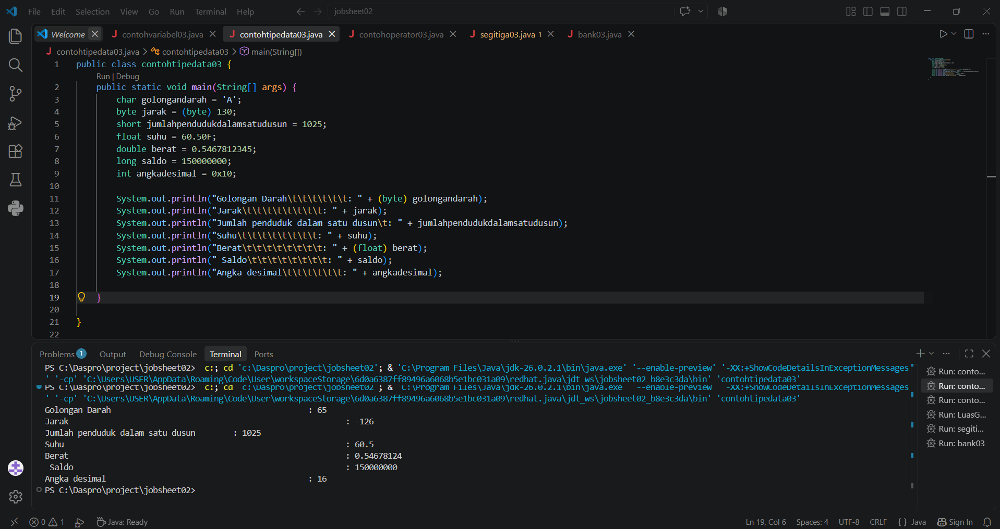 File Edit Selection View Go Run Terminal Help jobsheet02
Welcome contohvariabel03.java contohtipedata03.java contohoperator03.java segitiga03.java 1 bank03.java
contohtipedata03.java > contohtipedata03 > main(String[])
1 public class contohtipedata03 {
Run | Debug
2 public static void main(String[] args) {
3 char golongandarah = 'A';
4 byte jarak = (byte) 130;
5 short jumlahpendudukdalamsatudusun = 1025;
6 float suhu = 60.50F;
7 double berat = 0.5467812345;
8 long saldo = 150000000;
9 int angkadesimal = 0x10;
10
11 System.out.println("Golongan Darah\t\t\t\t\t\t: " + (byte) golongandarah);
12 System.out.println("Jarak\t\t\t\t\t\t\t\t: " + jarak);
13 System.out.println("Jumlah penduduk dalam satu dusun\t: " + jumlahpendudukdalamsatudusun);
14 System.out.println("Suhu\t\t\t\t\t\t\t\t: " + suhu);
15 System.out.println("Berat\t\t\t\t\t\t\t\t: " + (float) berat);
16 System.out.println(" Saldo\t\t\t\t\t\t\t\t: " + saldo);
17 System.out.println("Angka desimal\t\t\t\t\t\t: " + angkadesimal);
18
19 }
20
21 }
22
Problems 1 Output Debug Console Terminal Ports
PS C:\Daspro\project\jobsheet02> c:; cd 'c:\Daspro\project\jobsheet02'; & 'C:\Program Files\Java\jdk-26.0.2.1\bin\java.exe' '--enable-preview' '-XX:+ShowCodeDetailsInExceptionMessages
' '-cp' 'C:\Users\USER\AppData\Roaming\Code\User\workspaceStorage\6d0a6387ff89496a6068b5e1bc031a09\redhat.java\jdt_ws\jobsheet02_b8e3c3da\bin' 'contohtipedata03'
PS C:\Daspro\project\jobsheet02> c:; cd 'c:\Daspro\project\jobsheet02'; & 'C:\Program Files\Java\jdk-26.0.2.1\bin\java.exe' '--enable-preview' '-XX:+ShowCodeDetailsInExceptionMessages
' '-cp' 'C:\Users\USER\AppData\Roaming\Code\User\workspaceStorage\6d0a6387ff89496a6068b5e1bc031a09\redhat.java\jdt_ws\jobsheet02_b8e3c3da\bin' 'contohtipedata03'
Golongan Darah : 65
Jarak : -126
Jumlah penduduk dalam satu dusun : 1025
Suhu : 60.5
Berat : 0.54678124
Saldo : 150000000
Angka desimal : 16
PS C:\Daspro\project\jobsheet02>
Run: conto...
Run: conto...
Run: conto...
Run: LuasG...
Run: segiti...
Run: bank03
0 1 Java: Ready Ln 19, Col 6 Spaces: 4 UTF-8 CRLF { } Java Sign In